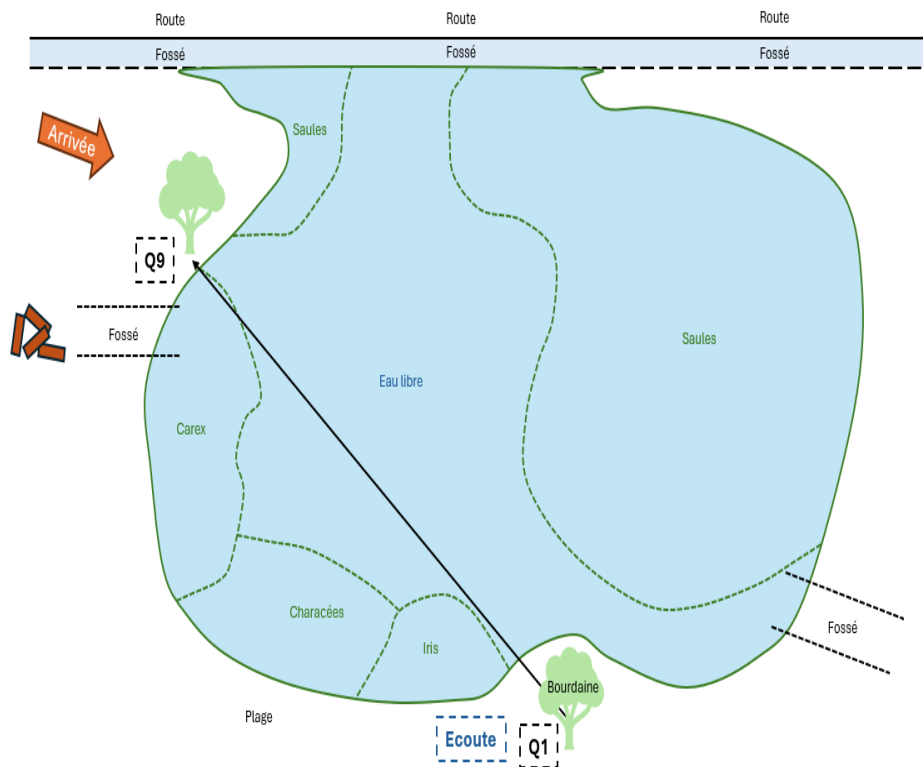 Route Route Route
Fossé Fossé Fossé
Arrivée
Saules
Q9
Fossé
Saules
Eau libre
Carex
Characées
Iris
Fossé
Bourdaine
Plage
Ecoute
Q1